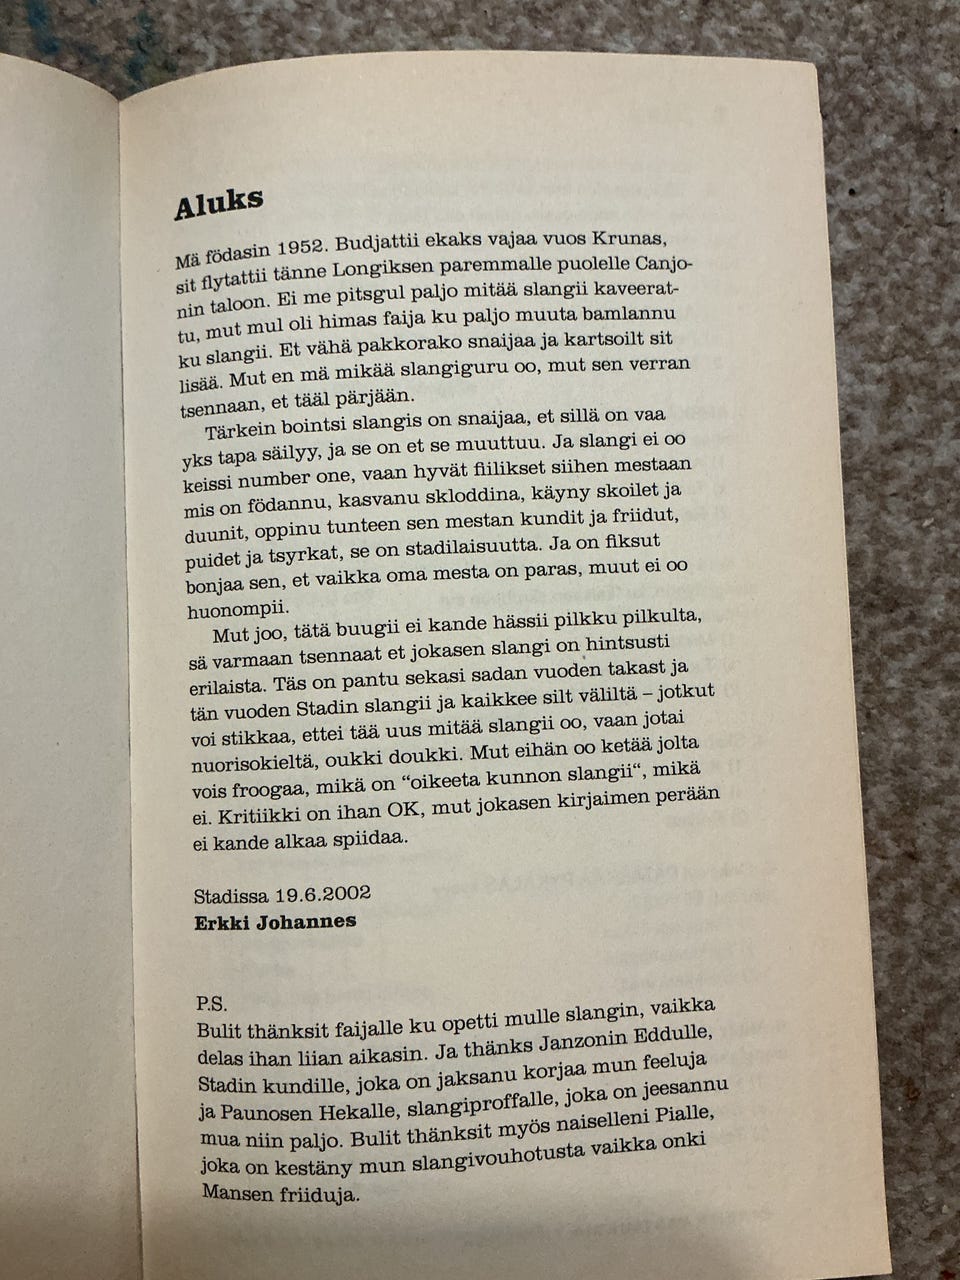 Aluks
Mä födasin 1952. Budjattii ekaks vajaa vuos Krunas,
sit flytattii tänne Longiksen paremmalle puolelle Canjo-
nin taloon. Ei me pitsgul paljo mitää slangii kaveerat-
tu, mut mul oli himas faija ku paljo muuta bamlannu
ku slangii. Et vähä pakkorako snaijaa ja kartsoilt sit
lisää. Mut en mä mikää slangiguru oo, mut sen verran
tsennaan, et tääl pärjään.
Tärkein bointsi slangis on snaijaa, et sillä on vaa
yks tapa säilyy, ja se on et se muuttuu. Ja slangi ei oo
keissi number one, vaan hyvät fiilikset siihen mestaan
mis on födannu, kasvanu skloddina, käyny skoilet ja
duunit, oppinu tunteen sen mestan kundit ja friidut,
puidet ja tsyrkat, se on stadilaisuutta. Ja on fiksut
bonjaa sen, et vaikka oma mesta on paras, muut ei oo
huonompii.
Mut joo, tätä buugii ei kande hässii pilkku pilkulta,
sä varmaan tsennaat et jokasen slangi on hintsusti
erilaista. Täs on pantu sekasi sadan vuoden takast ja
tän vuoden Stadin slangii ja kaikkee silt väliltä – jotkut
voi stikkaa, ettei tää uus mitää slangii oo, vaan jotai
nuorisokieltä, oukki doukki. Mut eihän oo ketää jolta
vois froogaa, mikä on "oikeeta kunnon slangii", mikä
ei. Kritiikki on ihan OK, mut jokasen kirjaimen perään
ei kande alkaa spiidaa.
Stadissa 19.6.2002
Erkki Johannes
P.S.
Bulit thänksit faijalle ku opetti mulle slangin, vaikka
delas ihan liian aikasin. Ja thänks Janzonin Eddulle,
Stadin kundille, joka on jaksanu korjaa mun feeluja
ja Paunosen Hekalle, slangiproffalle, joka on jeesannu
mua niin paljo. Bulit thänksit myös naiselleni Pialle,
joka on kestäny mun slangivouhotusta vaikka onki
Mansen friiduja.